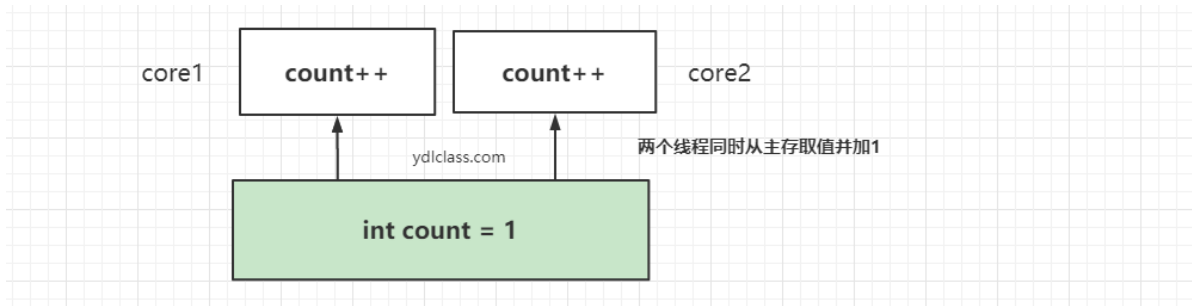 core1
count++
count++
core2
ydlclass.com
两个线程同时从主存取值并加1
int count = 1